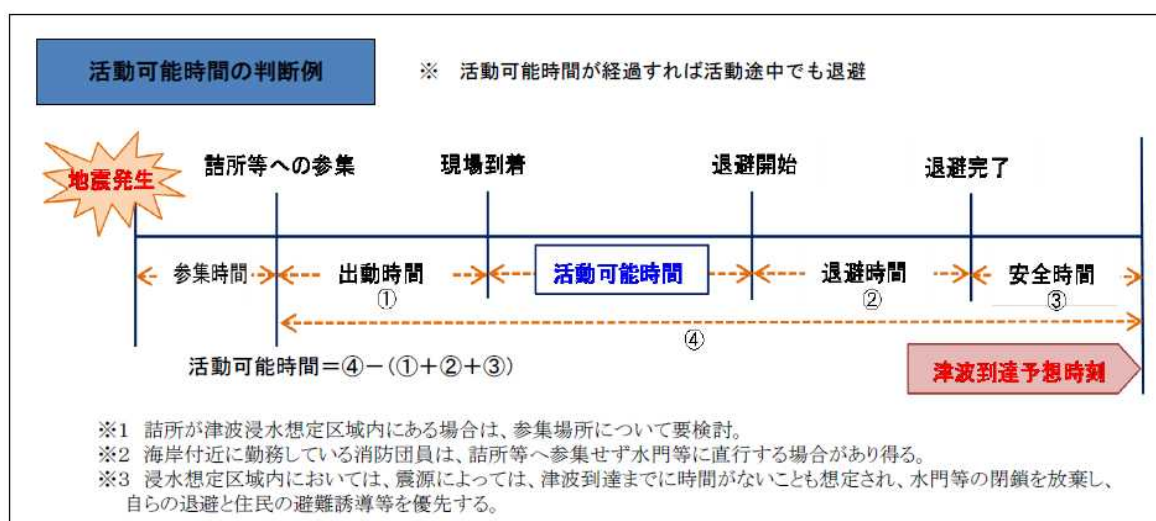 活動可能時間の判断例
※ 活動可能時間が経過すれば活動途中でも退避
地震発生
詰所等への参集
現場到着
退避開始
退避完了
参集時間
出動時間
①
活動可能時間
退避時間
②
安全時間
③
④
活動可能時間=④-(①+②+③)
津波到達予想時刻
※1 詰所が津波浸水想定区域内にある場合は、参集場所について要検討。
※2 海岸付近に勤務している消防団員は、詰所等へ参集せず水門等に直行する場合があり得る。
※3 浸水想定区域内においては、震源によっては、津波到達までに時間がないことも想定され、水門等の閉鎖を放棄し、
自らの退避と住民の避難誘導等を優先する。